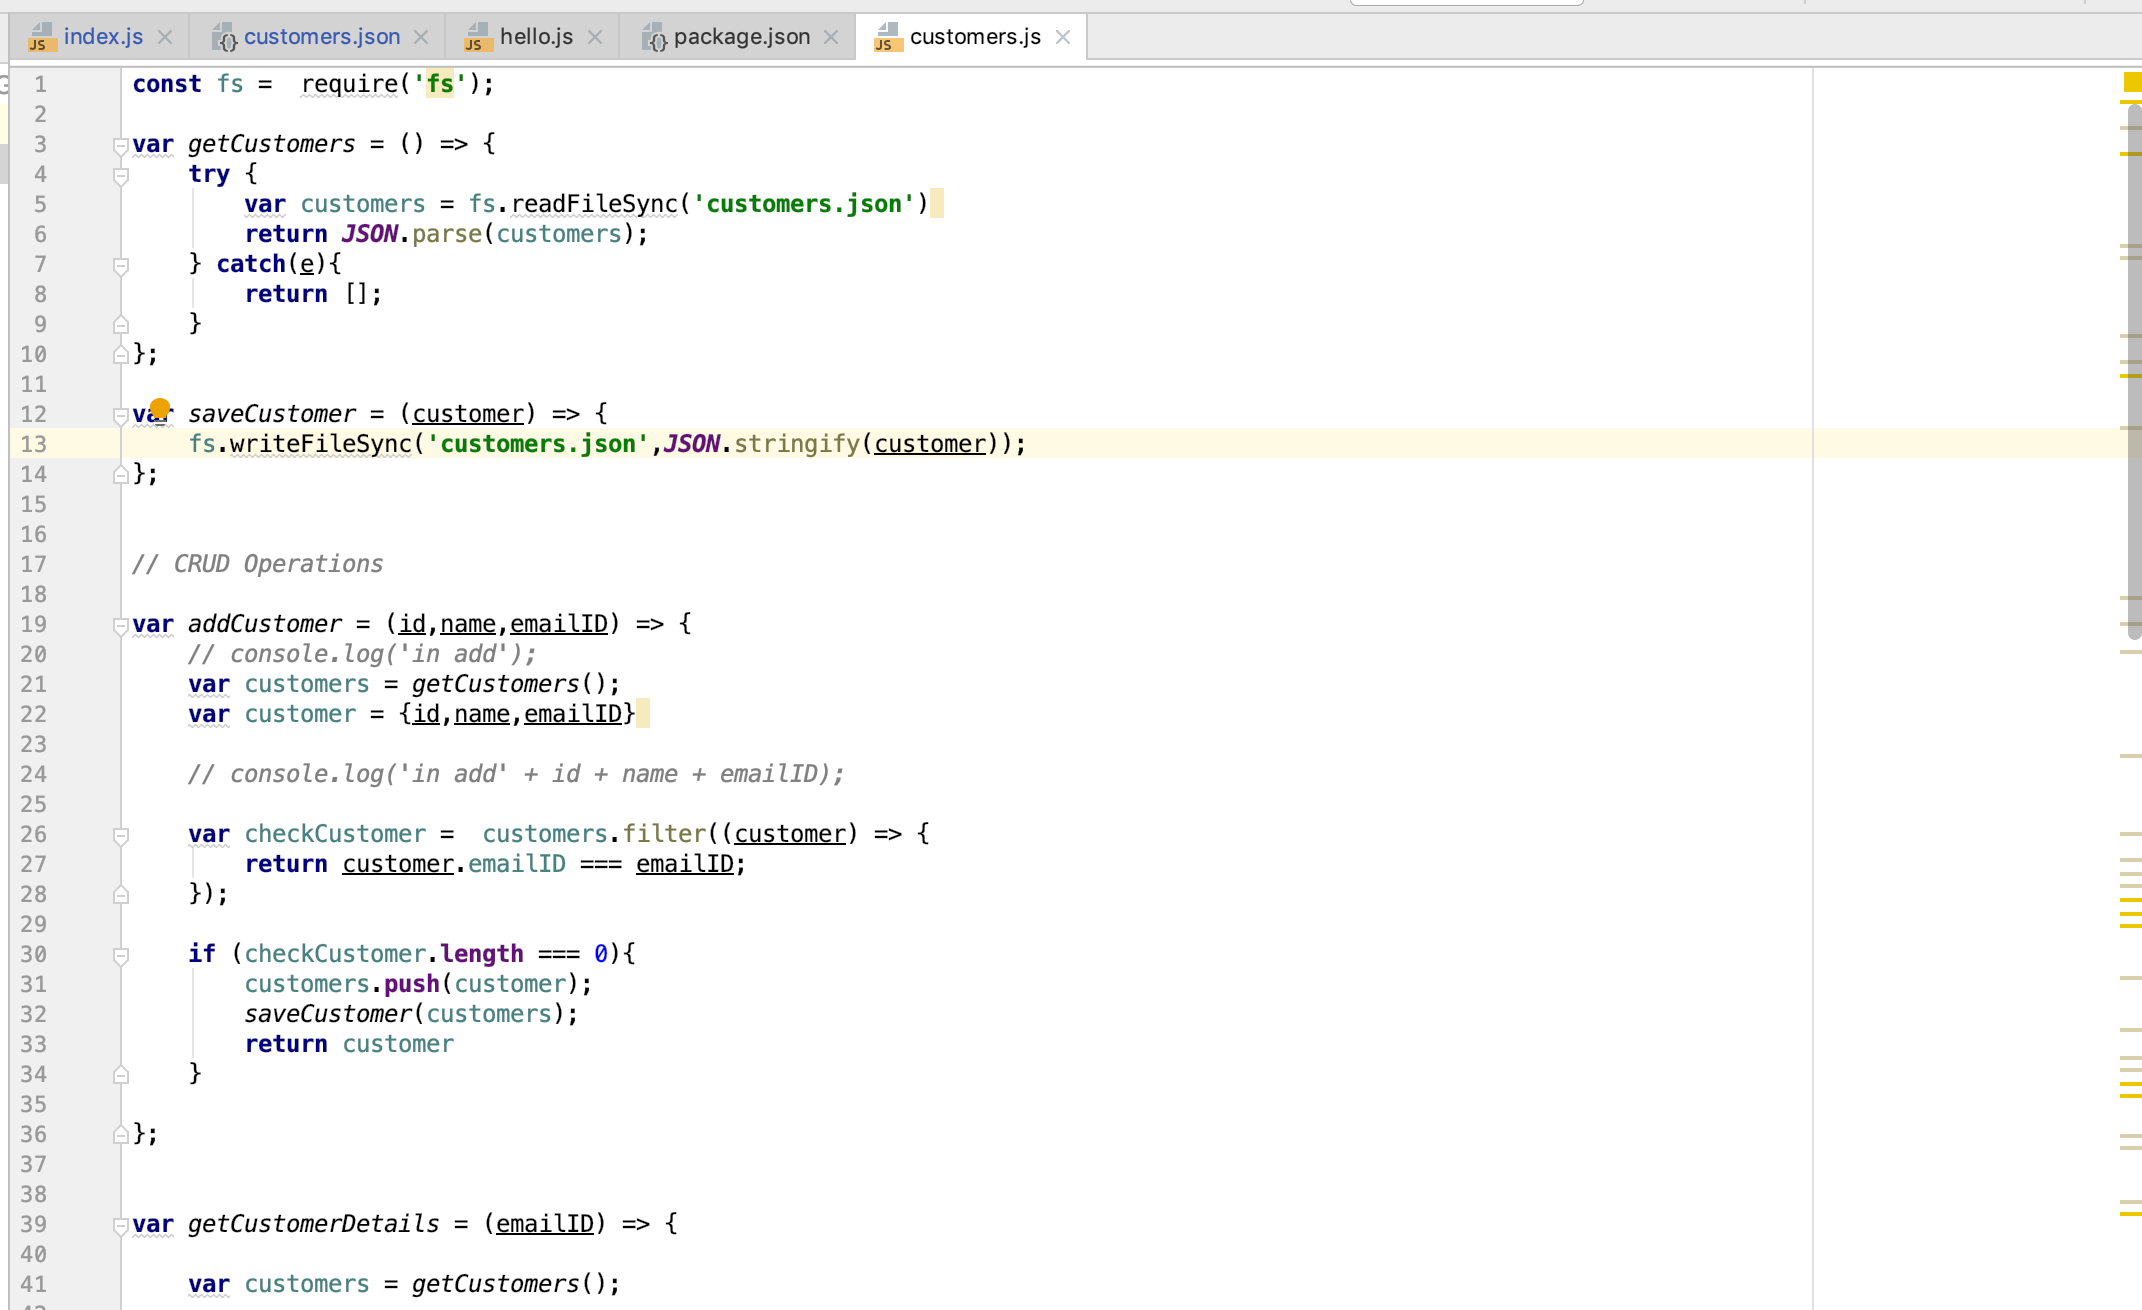 index.js customers.json hello.js package.json customers.js
1 const fs =  require('fs');
2
3 var getCustomers = () => {
4     try {
5         var customers = fs.readFileSync('customers.json')
6         return JSON.parse(customers);
7     } catch(e){
8         return [];
9     }
10 };
11
12 var saveCustomer = (customer) => {
13     fs.writeFileSync('customers.json',JSON.stringify(customer));
14 };
15
16
17 // CRUD Operations
18
19 var addCustomer = (id,name,emailID) => {
20     // console.log('in add');
21     var customers = getCustomers();
22     var customer = {id,name,emailID}
23
24     // console.log('in add' + id + name + emailID);
25
26     var checkCustomer =  customers.filter((customer) => {
27         return customer.emailID === emailID;
28     });
29
30     if (checkCustomer.length === 0){
31         customers.push(customer);
32         saveCustomer(customers);
33         return customer
34     }
35
36 };
37
38
39 var getCustomerDetails = (emailID) => {
40
41     var customers = getCustomers();